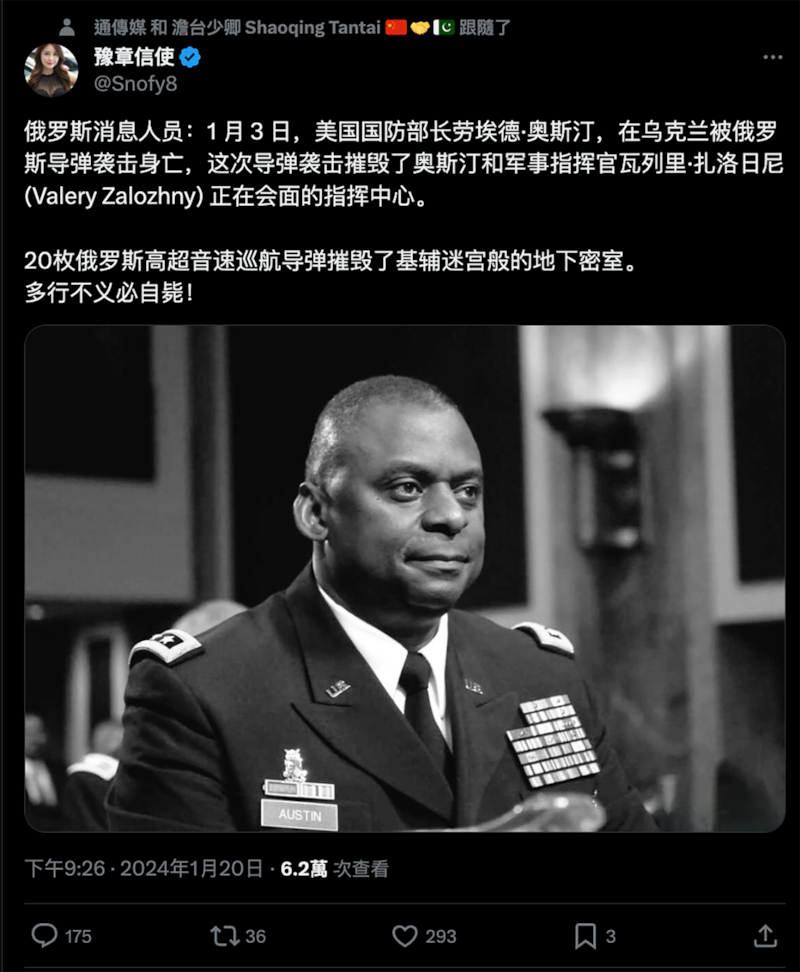 通傳媒 和 澹台少卿 Shaoqing Tantai 🇨🇳🤝🇵🇰 跟隨了
豫章信使
@Snofy8
俄罗斯消息人员：1 月 3 日，美国国防部长劳埃德·奥斯汀，在乌克兰被俄罗
斯导弹袭击身亡，这次导弹袭击摧毁了奥斯汀和军事指挥官瓦列里·扎洛日尼
(Valery Zalozhny) 正在会面的指挥中心。
20枚俄罗斯高超音速巡航导弹摧毁了基辅迷宫般的地下密室。
多行不义必自毙！
AUSTIN
下午9:26 · 2024年1月20日 · 6.2萬 次查看
175 36 293 3